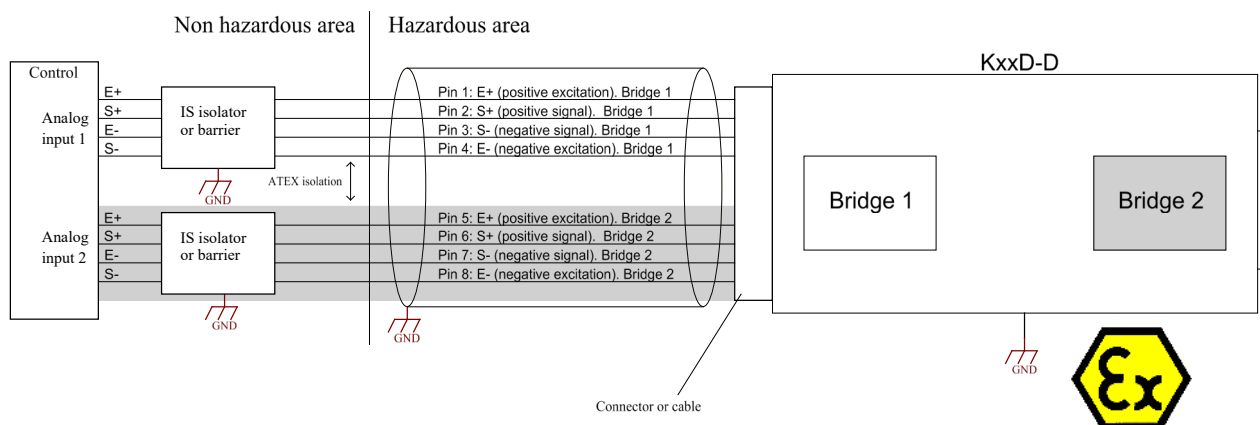 Non hazardous area
Hazardous area
KxxD-D
Control
Analog
input 1
E+
S+
E-
S-
IS isolator
or barrier
GND
ATEX isolation
Pin 1: E+ (positive excitation). Bridge 1
Pin 2: S+ (positive signal).  Bridge 1
Pin 3: S- (negative signal). Bridge 1
Pin 4: E- (negative excitation). Bridge 1
Bridge 1
Bridge 2
Analog
input 2
E+
S+
E-
S-
IS isolator
or barrier
GND
Pin 5: E+ (positive excitation). Bridge 2
Pin 6: S+ (positive signal).  Bridge 2
Pin 7: S- (negative signal). Bridge 2
Pin 8: E- (negative excitation). Bridge 2
GND
GND
Connector or cable
Ex